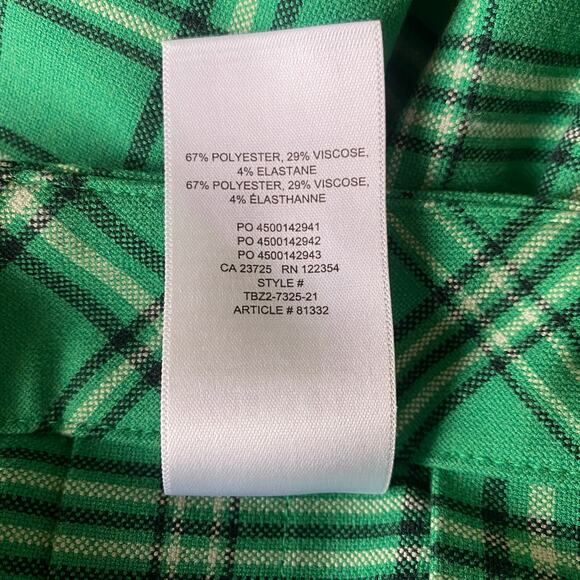 67% POLYESTER, 29% VISCOSE,
4% ELASTANE
67% POLYESTER, 29% VISCOSE,
4% ÉLASTHANNE
PO 4500142941
PO 4500142942
PO 4500142943
CA 23725 RN 122354
STYLE #
TBZ2-7325-21
ARTICLE # 81332